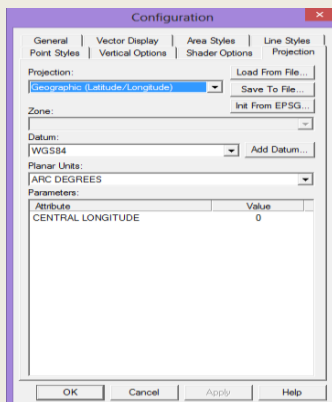 Configuration
General Vector Display Area Styles Line Styles
Point Styles Vertical Options Shader Options Projection
Projection: Load From File...
Geographic (Latitude/Longitude) Save To File...
Zone: Init From EPSG...
Datum:
WGS84 Add Datum...
Planar Units:
ARC DEGREES
Parameters:
Attribute Value
CENTRAL LONGITUDE 0
OK Cancel Apply Help